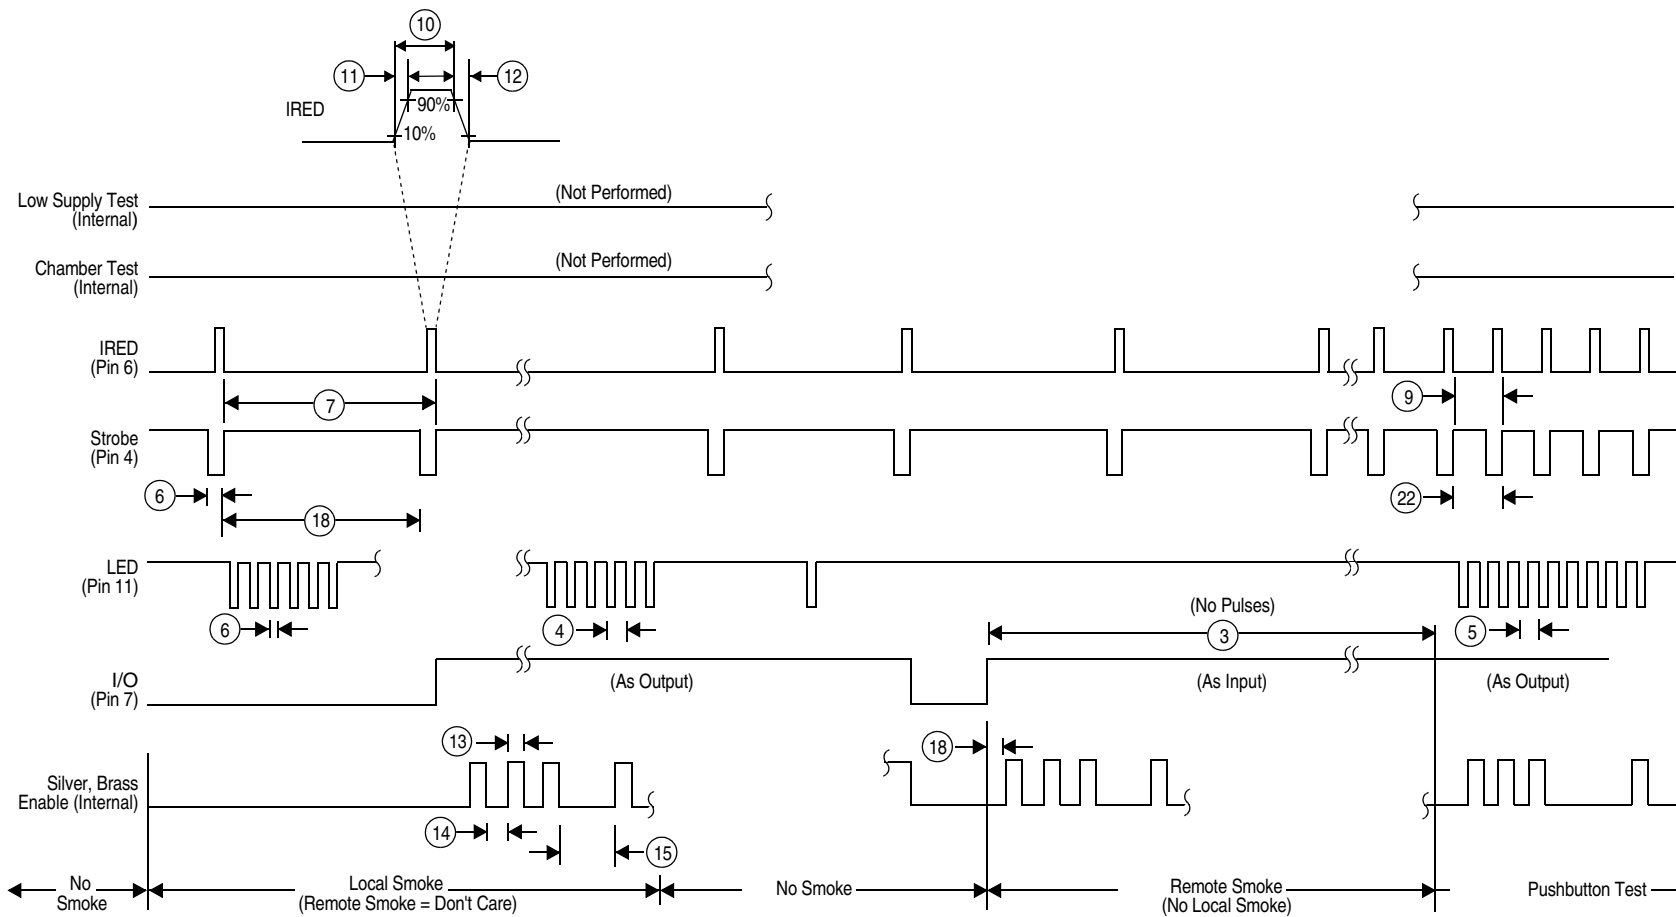 10
11
12
IRED
90%
10%
Low Supply Test
(Internal)
(Not Performed)
Chamber Test
(Internal)
(Not Performed)
IRED
(Pin 6)
7
9
Strobe
(Pin 4)
6
18
22
LED
(Pin 11)
6
4
(No Pulses)
3
5
I/O
(Pin 7)
(As Output)
(As Input)
(As Output)
13
18
Silver, Brass
Enable (Internal)
14
15
No
Smoke
Local Smoke
(Remote Smoke = Don't Care)
No Smoke
Remote Smoke
(No Local Smoke)
Pushbutton Test